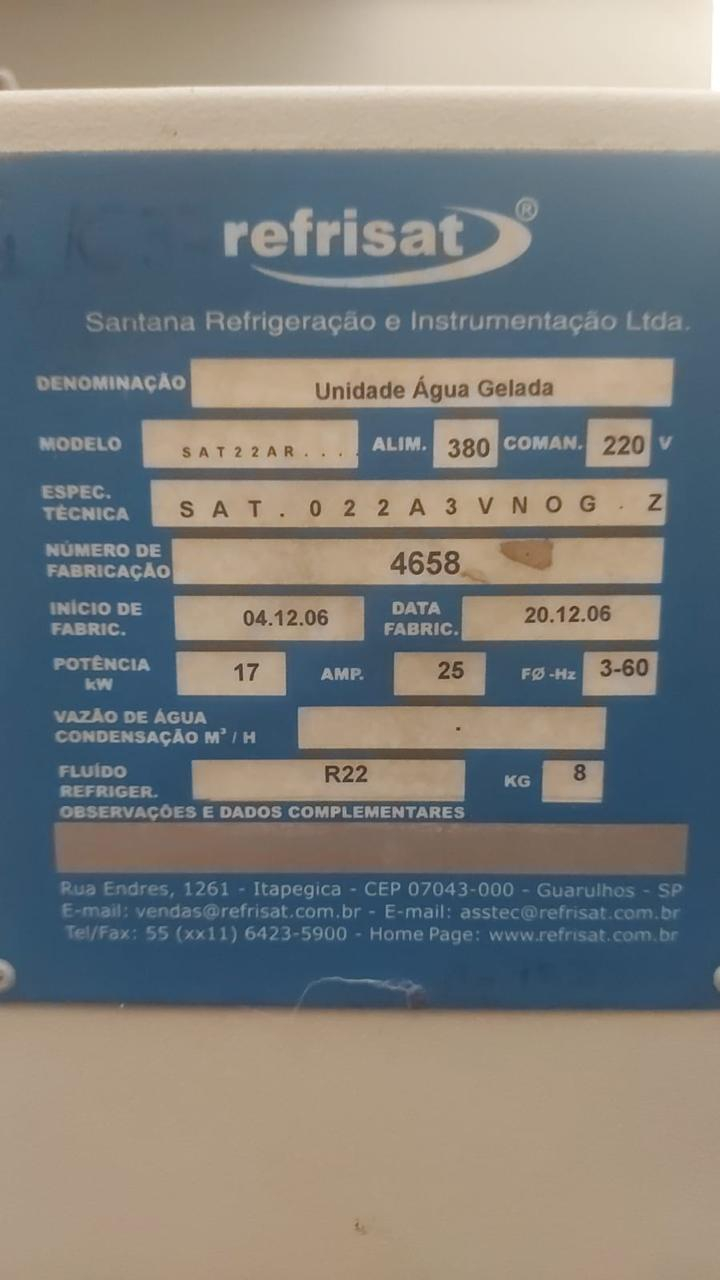 refrisat®
Santana Refrigeração e Instrumentação Ltda.
DENOMINAÇÃO Unidade Água Gelada
MODELO SAT22AR.... ALIM. 380 COMAN. 220 V
ESPEC. TÉCNICA SAT.022A3VNOG.Z
NÚMERO DE FABRICAÇÃO 4658
INÍCIO DE FABRIC. 04.12.06 DATA FABRIC. 20.12.06
POTÊNCIA kW 17 AMP. 25 FØ-Hz 3-60
VAZÃO DE ÁGUA CONDENSAÇÃO M³/H .
FLUÍDO REFRIGER. R22 KG 8
OBSERVAÇÕES E DADOS COMPLEMENTARES
Rua Endres, 1261 - Itapegica - CEP 07043-000 - Guarulhos - SP
E-mail: vendas@refrisat.com.br - E-mail: asstec@refrisat.com.br
Tel/Fax: 55 (xx11) 6423-5900 - Home Page: www.refrisat.com.br